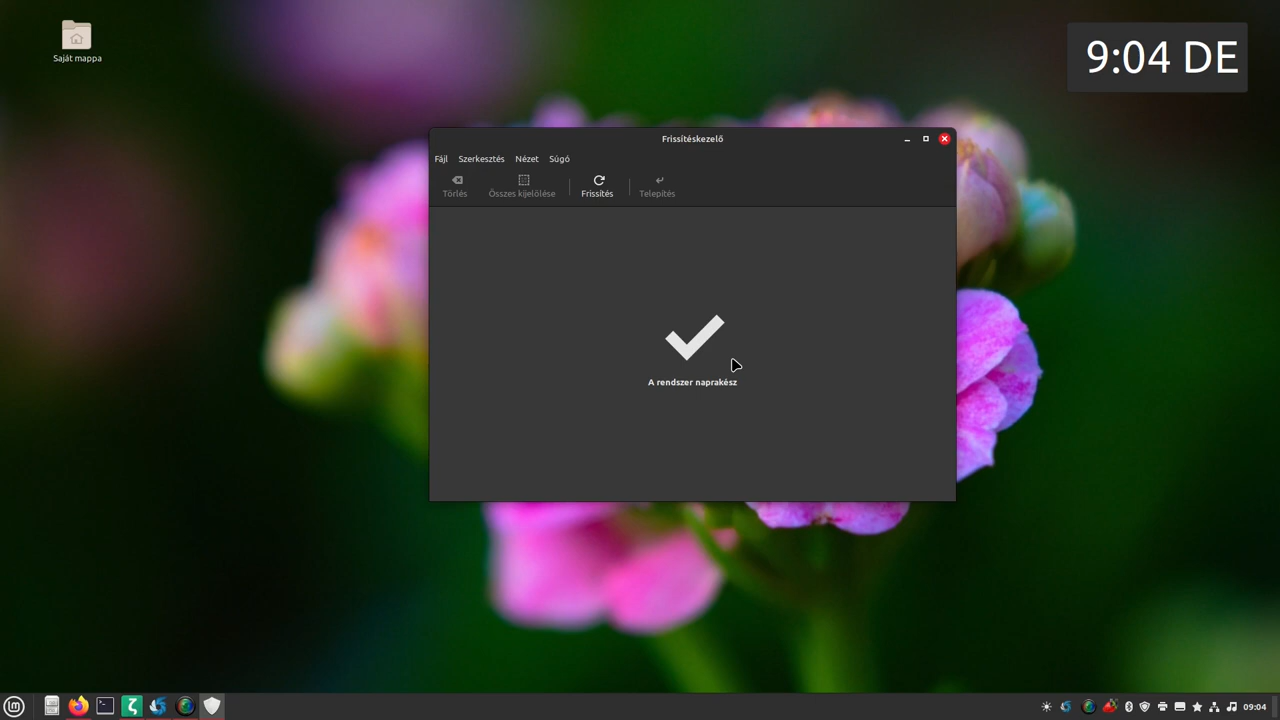 Saját mappa
9:04 DE
Frissítéskezelő
Fájl Szerkesztés Nézet Súgó
Törlés Összes kijelölése Frissítés Telepítés
A rendszer naprakész
09:04